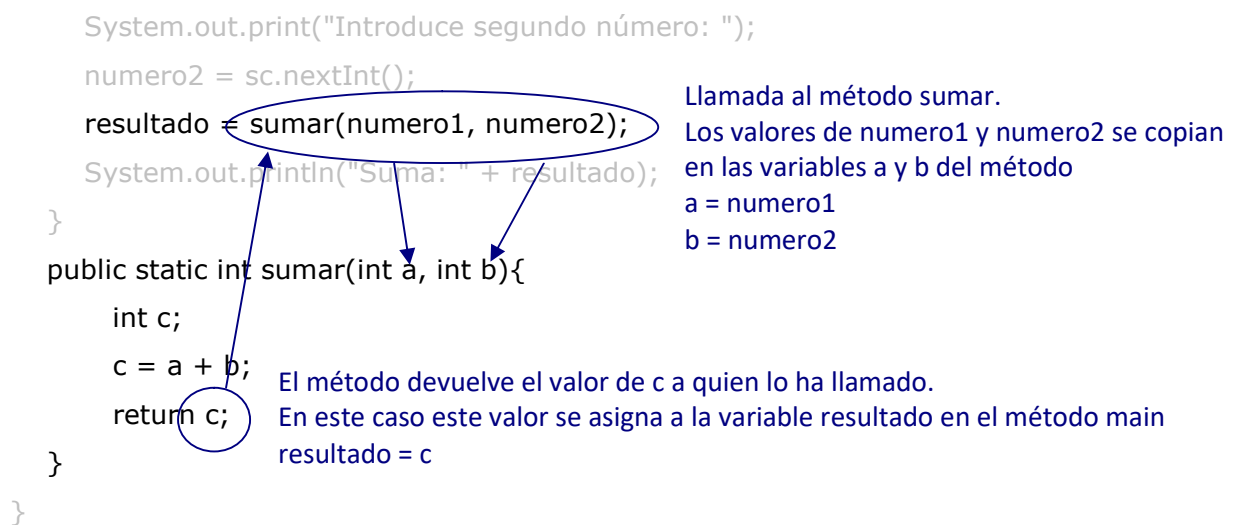 System.out.print("Introduce segundo número: ");
numero2 = sc.nextInt();
resultado = sumar(numero1, numero2);
System.out.println("Suma: " + resultado);
}
Llamada al método sumar.
Los valores de numero1 y numero2 se copian
en las variables a y b del método
a = numero1
b = numero2
public static int sumar(int a, int b){
int c;
c = a + b;
return c;
}
El método devuelve el valor de c a quien lo ha llamado.
En este caso este valor se asigna a la variable resultado en el método main
resultado = c
}